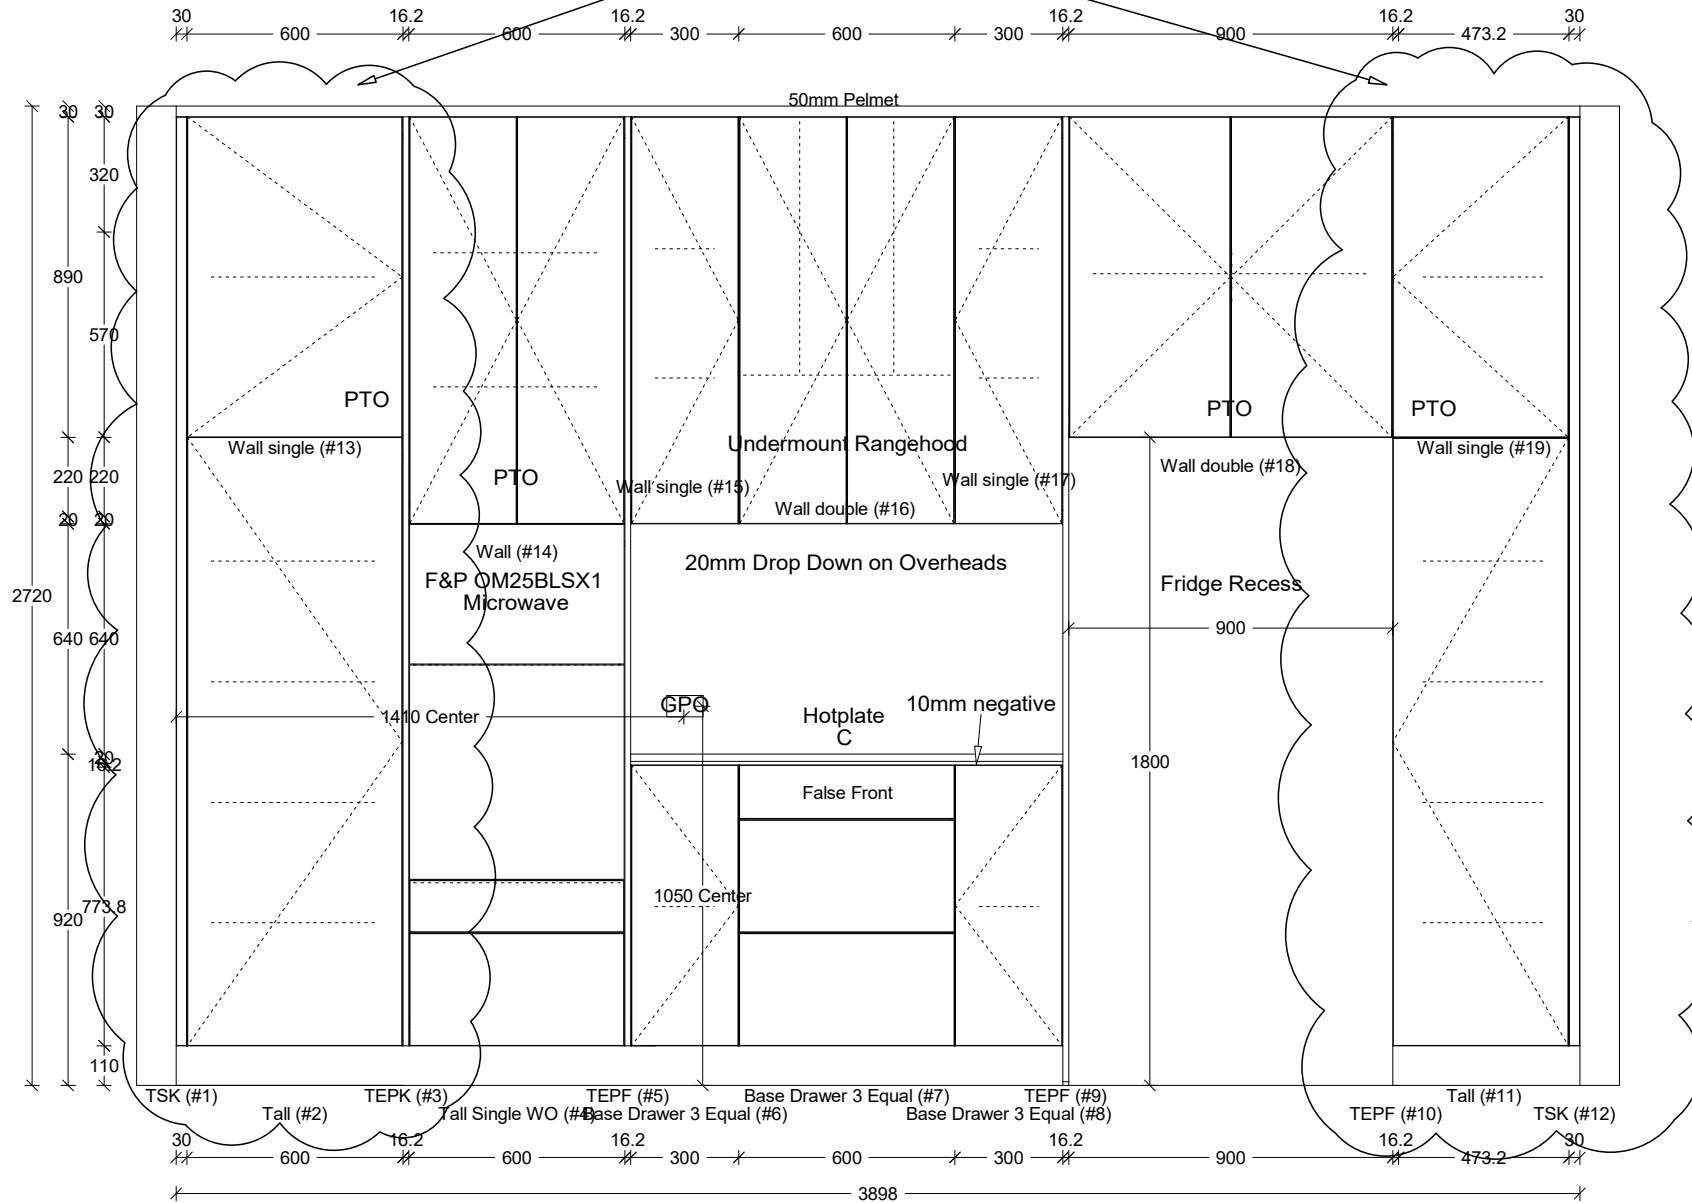 30 16.2 16.2 16.2 16.2 30
600 600 300 600 300 900 473.2
50mm Pelmet
30 30
320
890
570
PTO PTO PTO
Wall single (#13) Undermount Rangehood Wall single (#19)
Wall double (#18)
220 220 PTO Wall single (#15) Wall single (#17)
Wall double (#16)
20 20
Wall (#14) 20mm Drop Down on Overheads
F&P OM25BLSX1
Microwave
Fridge Recess
2720
640 640 900
GPO 10mm negative
1410 Center Hotplate
C
20
16.2 1800
False Front
1050 Center
920 773.8
110
TSK (#1) TEPK (#3) TEPF (#5) Base Drawer 3 Equal (#7) TEPF (#9) Tall (#11)
Tall (#2) Tall Single WO (#4) Base Drawer 3 Equal (#6) Base Drawer 3 Equal (#8) TEPF (#10) TSK (#12)
30 16.2 16.2 16.2 16.2 30
600 600 300 600 300 900 473.2
3898